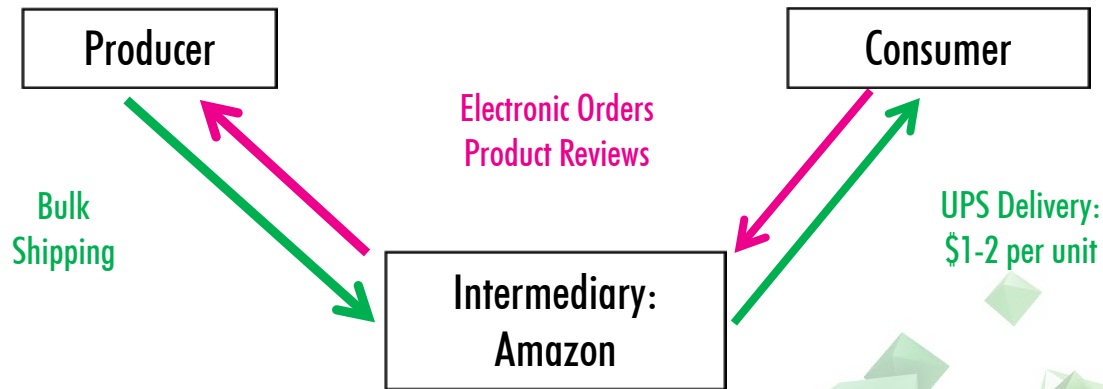 Producer
Consumer
Electronic Orders
Product Reviews
Bulk
Shipping
UPS Delivery:
$1-2 per unit
Intermediary:
Amazon